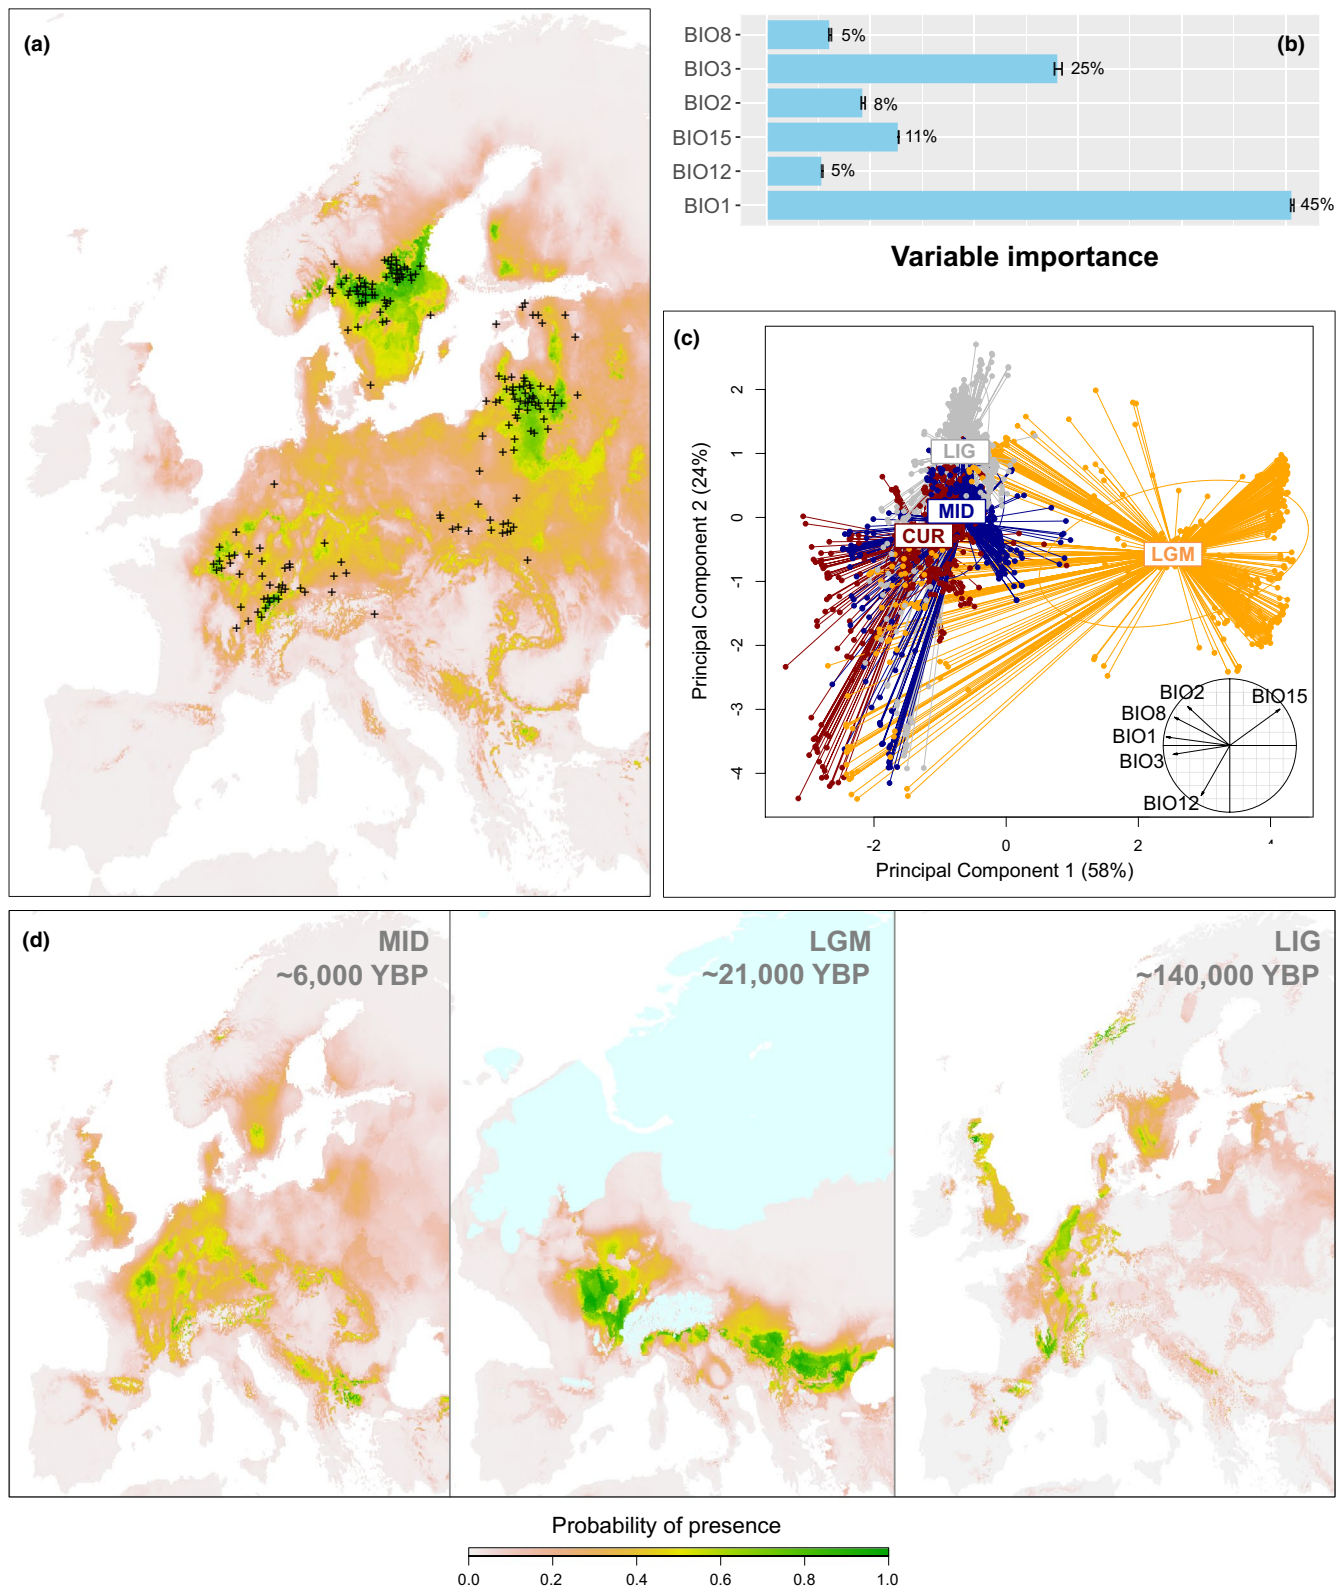 (a)
(b)
BIO8
5%
BIO3
25%
BIO2
8%
BIO15
11%
BIO12
5%
BIO1
45%
Variable importance
(c)
Principal Component 2 (24%)
2
1
0
-1
-2
-3
-4
LIG
MID
CUR
LGM
BIO2
BIO15
BIO8
BIO1
BIO3
BIO12
-2
0
2
4
Principal Component 1 (58%)
(d)
MID
~6,000 YBP
LGM
~21,000 YBP
LIG
~140,000 YBP
Probability of presence
0.0
0.2
0.4
0.6
0.8
1.0